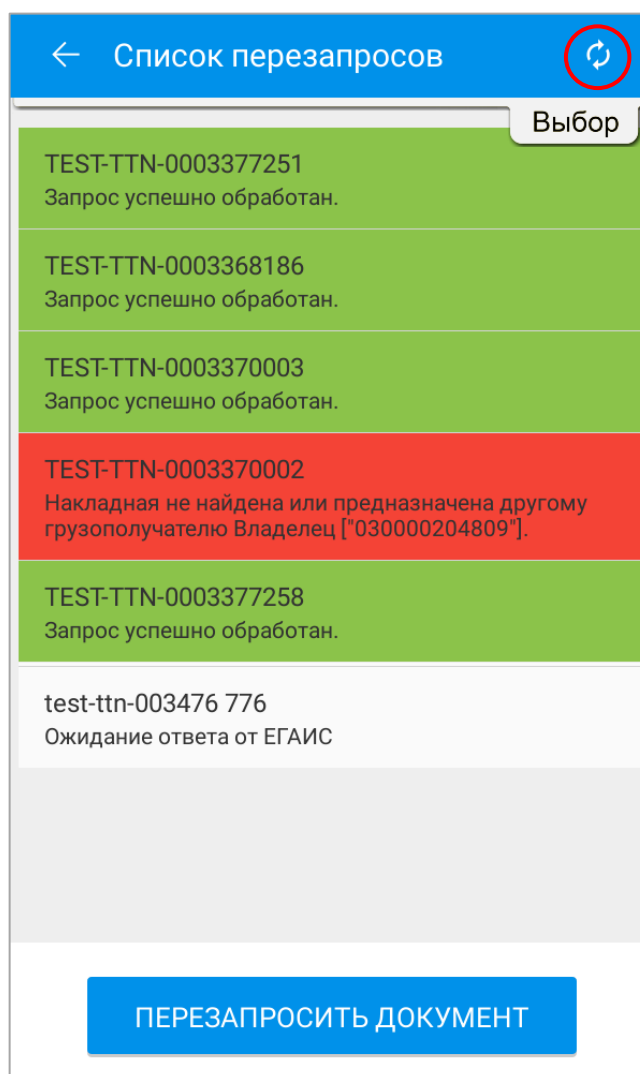 Список перезапросов
Выбор
TEST-TTN-0003377251
Запрос успешно обработан.
TEST-TTN-0003368186
Запрос успешно обработан.
TEST-TTN-0003370003
Запрос успешно обработан.
TEST-TTN-0003370002
Накладная не найдена или предназначена другому
грузополучателю Владелец ["030000204809"].
TEST-TTN-0003377258
Запрос успешно обработан.
test-ttn-003476 776
Ожидание ответа от ЕГАИС
ПЕРЕЗАПРОСИТЬ ДОКУМЕНТ